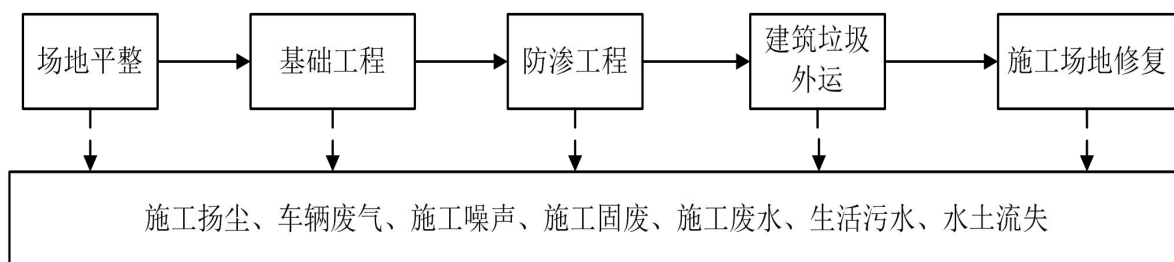 场地平整
基础工程
防渗工程
建筑垃圾
外运
施工场地修复
施工扬尘、车辆废气、施工噪声、施工固废、施工废水、生活污水、水土流失